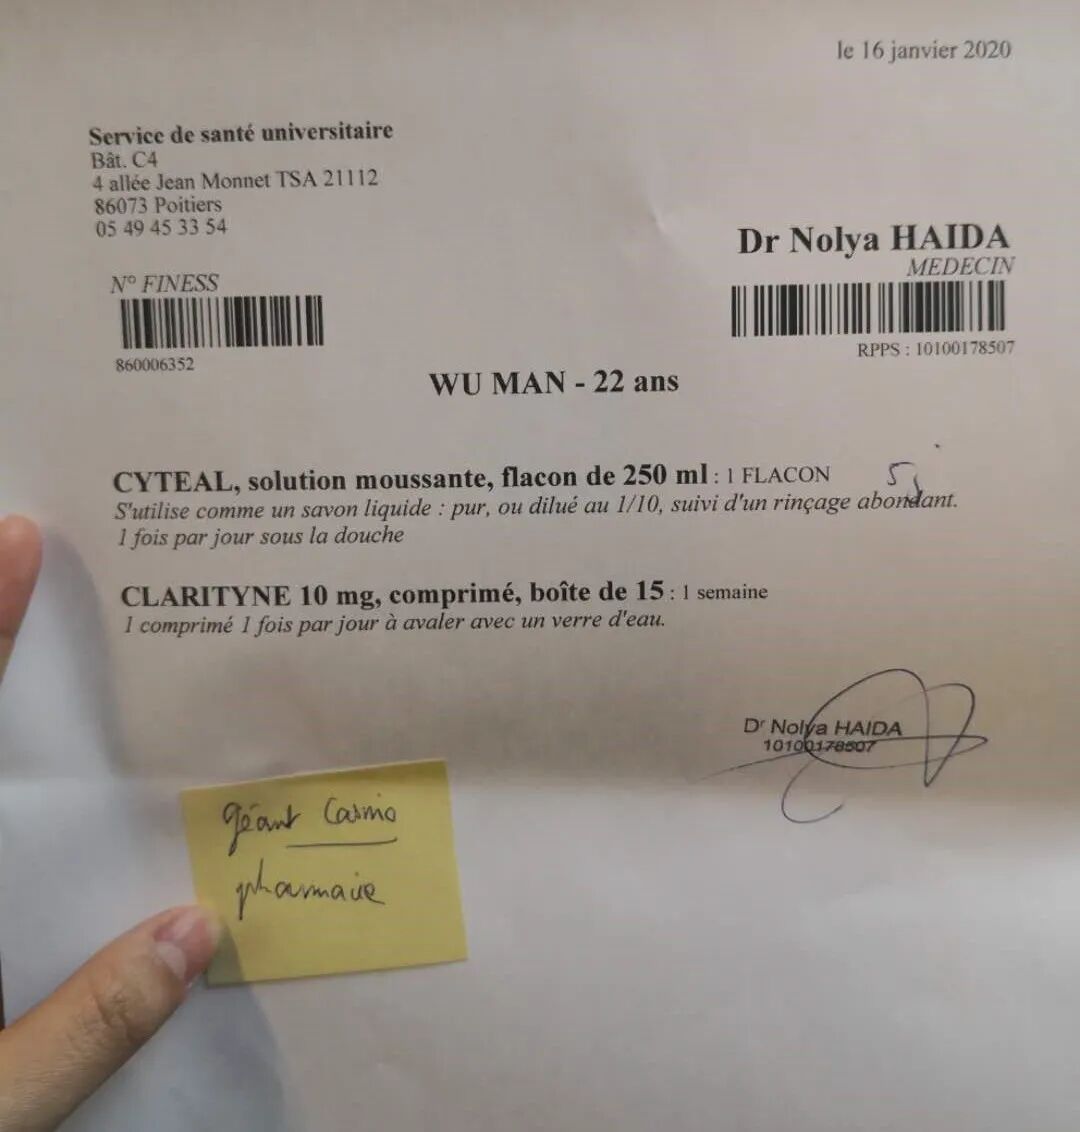 le 16 janvier 2020
Service de santé universitaire
Bât. C4
4 allée Jean Monnet TSA 21112
86073 Poitiers
05 49 45 33 54
Dr Nolya HAIDA
MEDECIN
N° FINESS
860006352
RPPS : 10100178507
WU MAN - 22 ans
CYTEAL, solution moussante, flacon de 250 ml : 1 FLACON 5j
S'utilise comme un savon liquide : pur, ou dilué au 1/10, suivi d'un rinçage abondant.
1 fois par jour sous la douche
CLARITYNE 10 mg, comprimé, boîte de 15 : 1 semaine
1 comprimé 1 fois par jour à avaler avec un verre d'eau.
Dr Nolya HAIDA
10100178507
géant Casino
pharmacie